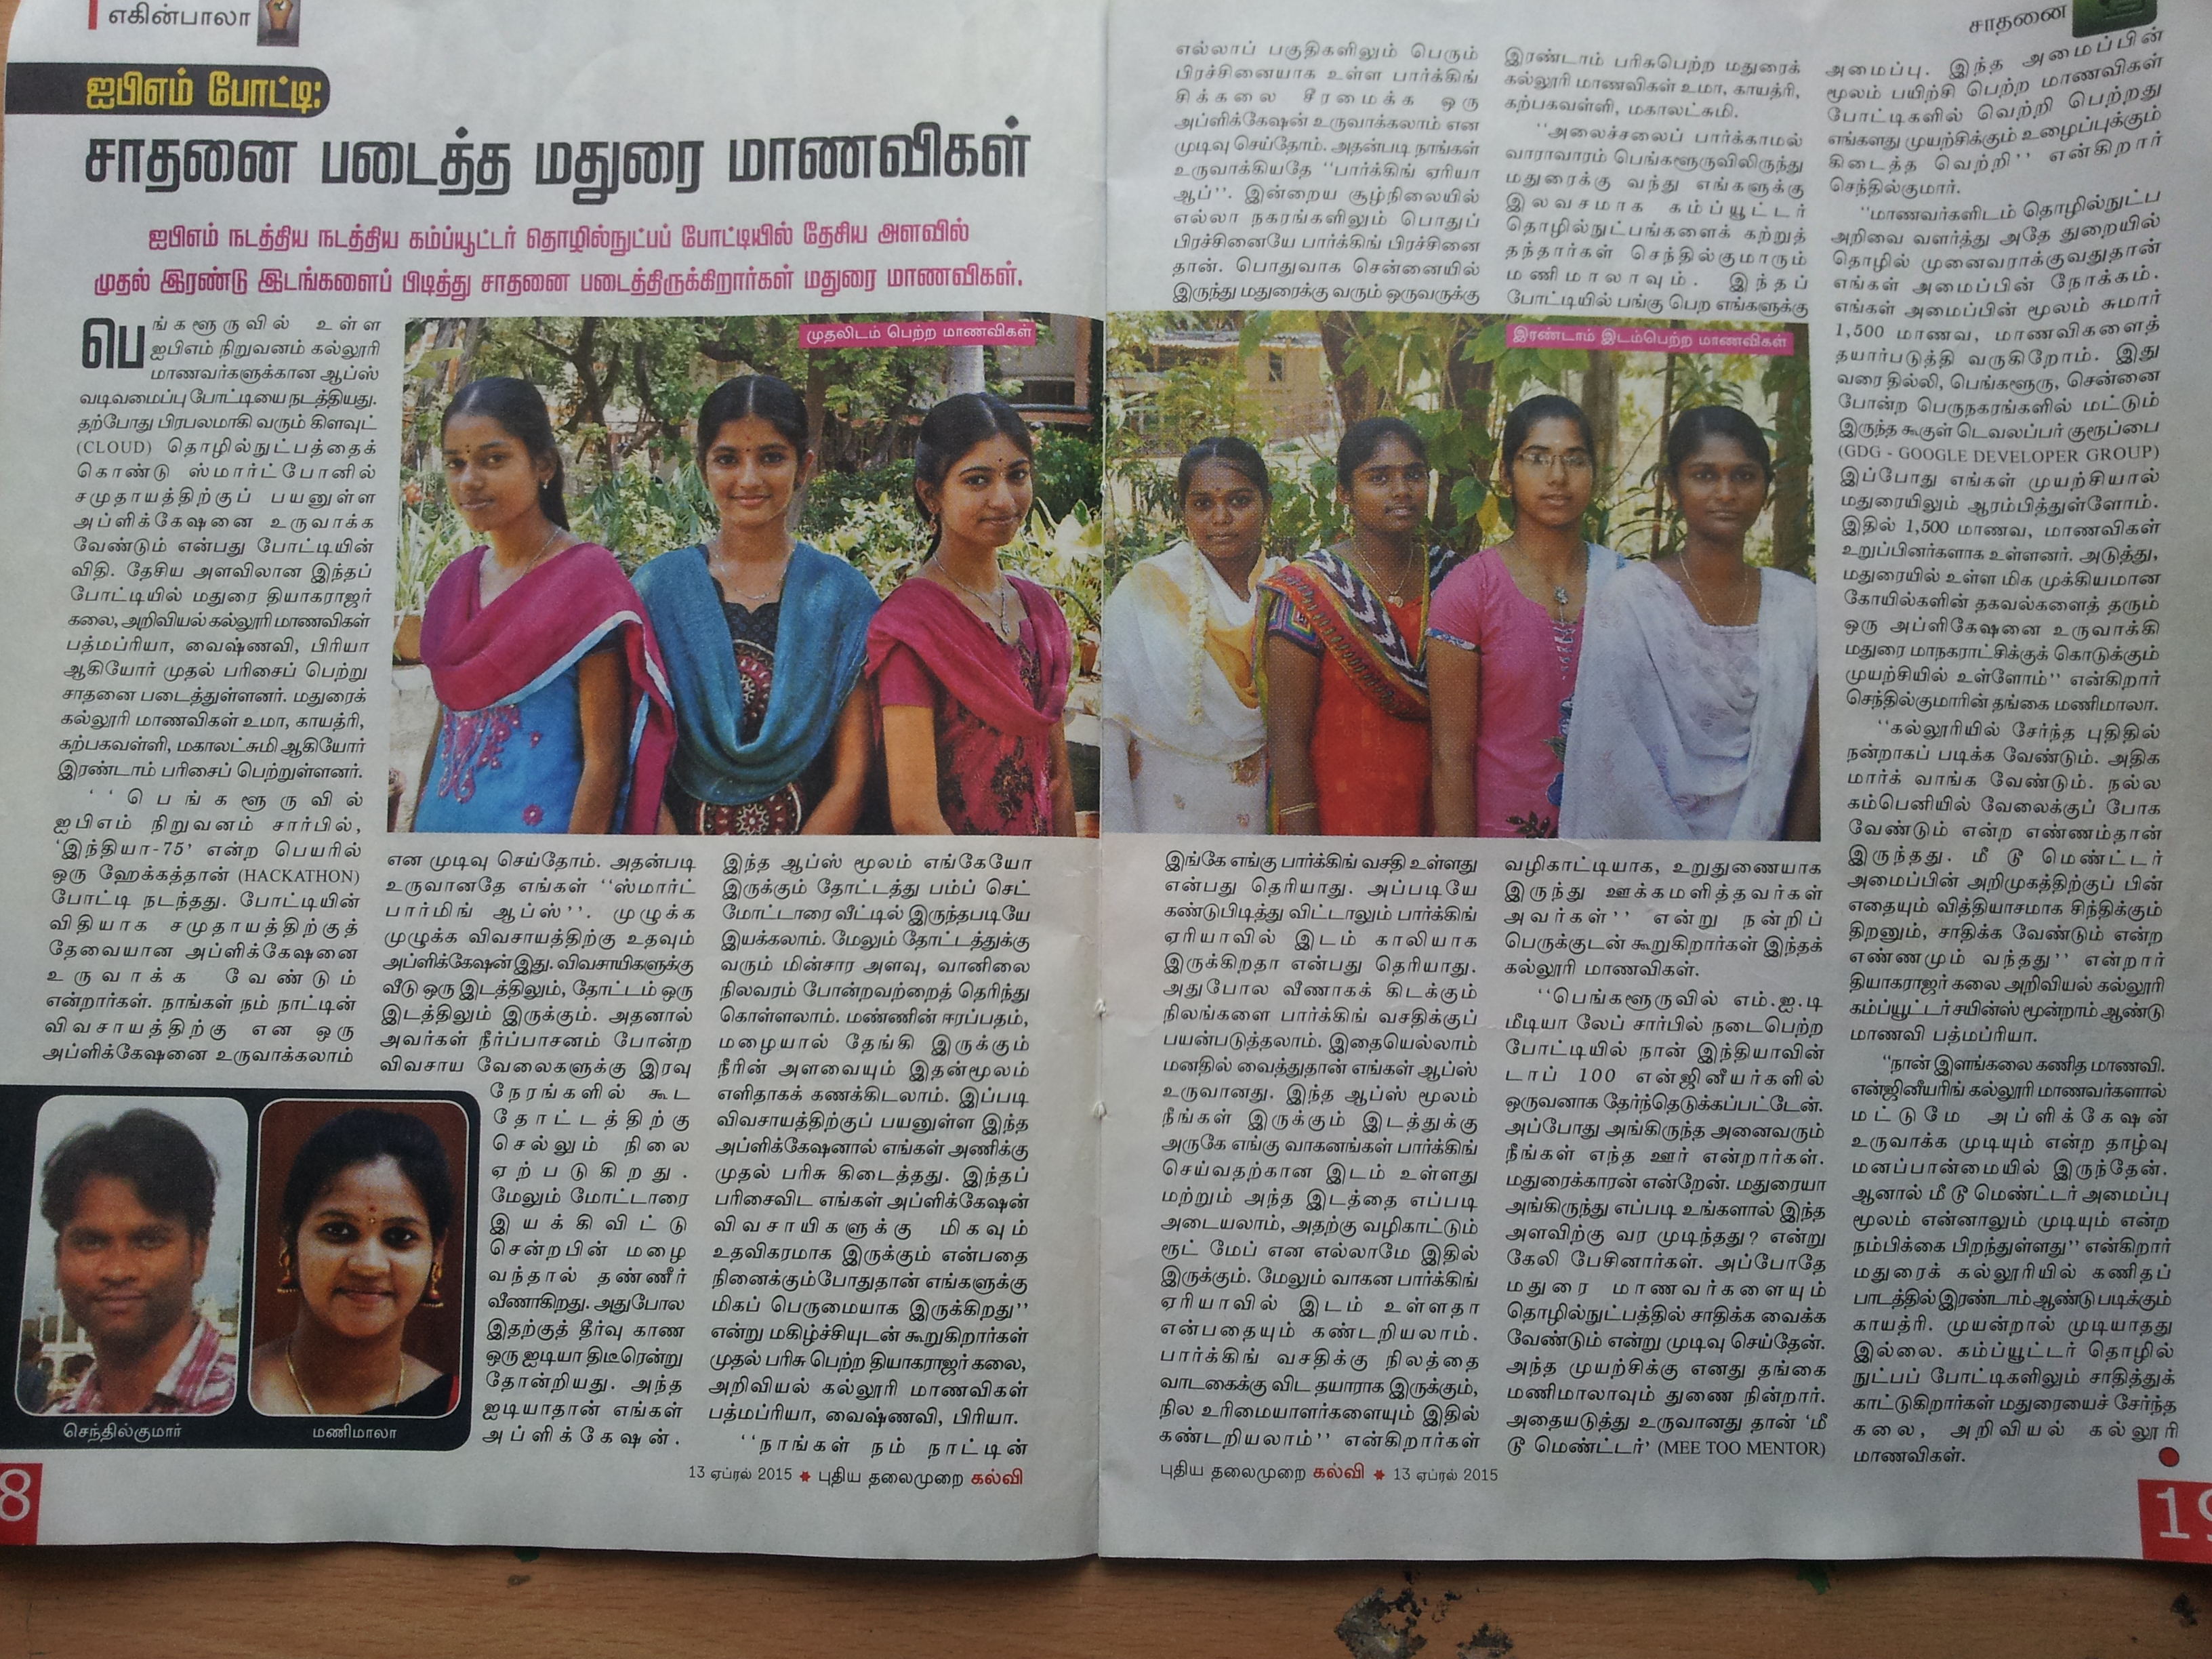 எகின்பாலா
ஐபிஎம் போட்டி:
சாதனை படைத்த மதுரை மாணவிகள்
ஐபிஎம் நடத்திய கம்ப்யூட்டர் தொழில்நுட்பப் போட்டியில் தேசிய அளவில்
முதல் இரண்டு இடங்களைப் பிடித்து சாதனை படைத்திருக்கிறார்கள் மதுரை மாணவிகள்.
பெங்களூருவில் உள்ள
ஐபிஎம் நிறுவனம் கல்லூரி
மாணவர்களுக்கான ஆப்ஸ்
வடிவமைப்பு போட்டியை நடத்தியது.
தற்போது பிரபலமாகி வரும் கிளவுட்
(CLOUD) தொழில்நுட்பத்தைக்
கொண்டு ஸ்மார்ட்போனில்
சமுதாயத்திற்குப் பயனுள்ள
அப்ளிக்கேஷனை உருவாக்க
வேண்டும் என்பது போட்டியின்
விதி. தேசிய அளவிலான இந்தப்
போட்டியில் மதுரை தியாகராஜர்
கலை, அறிவியல் கல்லூரி மாணவிகள்
பத்மப்ரியா, வைஷ்ணவி, பிரியா
ஆகியோர் முதல் பரிசைப் பெற்று
சாதனை படைத்துள்ளனர். மதுரைக்
கல்லூரி மாணவிகள் உமா, காயத்ரி,
கற்பகவள்ளி, மகாலட்சுமி ஆகியோர்
இரண்டாம் பரிசைப் பெற்றுள்ளனர்.
‘‘பெங்களூருவில்
ஐபிஎம் நிறுவனம் சார்பில்,
‘இந்தியா-75’ என்ற பெயரில்
ஒரு ஹேக்கத்தான் (HACKATHON)
போட்டி நடந்தது. போட்டியின்
விதியாக சமுதாயத்திற்குத்
தேவையான அப்ளிக்கேஷனை
உருவாக்க வேண்டும்
என்றார்கள். நாங்கள் நம் நாட்டின்
விவசாயத்திற்கு என ஒரு
அப்ளிக்கேஷனை உருவாக்கலாம்
செந்தில்குமார்
மணிமாலா
முதலிடம் பெற்ற மாணவிகள்
என முடிவு செய்தோம். அதன்படி
உருவானதே எங்கள் ‘‘ஸ்மார்ட்
பார்மிங் ஆப்ஸ்’’. முழுக்க
முழுக்க விவசாயத்திற்கு உதவும்
அப்ளிக்கேஷன் இது. விவசாயிகளுக்கு
வீடு ஒரு இடத்திலும், தோட்டம் ஒரு
இடத்திலும் இருக்கும். அதனால்
அவர்கள் நீர்ப்பாசனம் போன்ற
விவசாய வேலைகளுக்கு இரவு
நேரங்களில் கூட
தோட்டத்திற்கு
செல்லும் நிலை
ஏற்படுகிறது.
மேலும் மோட்டாரை
இயக்கிவிட்டு
சென்றபின் மழை
வந்தால் தண்ணீர்
வீணாகிறது. அதுபோல
இதற்குத் தீர்வு காண
ஒரு ஐடியா திடீரென்று
தோன்றியது. அந்த
ஐடியாதான் எங்கள்
அப்ளிக்கேஷன்.
இந்த ஆப்ஸ் மூலம் எங்கேயோ
இருக்கும் தோட்டத்து பம்ப் செட்
மோட்டாரை வீட்டில் இருந்தபடியே
இயக்கலாம். மேலும் தோட்டத்துக்கு
வரும் மின்சார அளவு, வானிலை
நிலவரம் போன்றவற்றைத் தெரிந்து
கொள்ளலாம். மண்ணின் ஈரப்பதம்,
மழையால் தேங்கி இருக்கும்
நீரின் அளவையும் இதன்மூலம்
எளிதாகக் கணக்கிடலாம். இப்படி
விவசாயத்திற்குப் பயனுள்ள இந்த
அப்ளிக்கேஷனால் எங்கள் அணிக்கு
முதல் பரிசு கிடைத்தது. இந்தப்
பரிசைவிட எங்கள் அப்ளிக்கேஷன்
விவசாயிகளுக்கு மிகவும்
உதவிகரமாக இருக்கும் என்பதை
நினைக்கும்போதுதான் எங்களுக்கு
மிகப் பெருமையாக இருக்கிறது’’
என்று மகிழ்ச்சியுடன் கூறுகிறார்கள்
முதல் பரிசு பெற்ற தியாகராஜர் கலை,
அறிவியல் கல்லூரி மாணவிகள்
பத்மப்ரியா, வைஷ்ணவி, பிரியா.
‘‘நாங்கள் நம் நாட்டின்
13 ஏப்ரல் 2015 ★ புதிய தலைமுறை கல்வி
8
சாதனை
எல்லாப் பகுதிகளிலும் பெரும்
பிரச்சினையாக உள்ள பார்க்கிங்
சிக்கலை சீரமைக்க ஒரு
அப்ளிக்கேஷன் உருவாக்கலாம் என
முடிவு செய்தோம். அதன்படி நாங்கள்
உருவாக்கியதே ‘‘பார்க்கிங் ஏரியா
ஆப்’’. இன்றைய சூழ்நிலையில்
எல்லா நகரங்களிலும் பொதுப்
பிரச்சினையே பார்க்கிங் பிரச்சினை
தான். பொதுவாக சென்னையில்
இருந்து மதுரைக்கு வரும் ஒருவருக்கு
இரண்டாம் இடம்பெற்ற மாணவிகள்
இங்கே எங்கு பார்க்கிங் வசதி உள்ளது
என்பது தெரியாது. அப்படியே
கண்டுபிடித்து விட்டாலும் பார்க்கிங்
ஏரியாவில் இடம் காலியாக
இருக்கிறதா என்பது தெரியாது.
அதுபோல வீணாகக் கிடக்கும்
நிலங்களை பார்க்கிங் வசதிக்குப்
பயன்படுத்தலாம். இதையெல்லாம்
மனதில் வைத்துதான் எங்கள் ஆப்ஸ்
உருவானது. இந்த ஆப்ஸ் மூலம்
நீங்கள் இருக்கும் இடத்துக்கு
அருகே எங்கு வாகனங்கள் பார்க்கிங்
செய்வதற்கான இடம் உள்ளது
மற்றும் அந்த இடத்தை எப்படி
அடையலாம், அதற்கு வழிகாட்டும்
ரூட் மேப் என எல்லாமே இதில்
இருக்கும். மேலும் வாகன பார்க்கிங்
ஏரியாவில் இடம் உள்ளதா
என்பதையும் கண்டறியலாம்.
பார்க்கிங் வசதிக்கு நிலத்தை
வாடகைக்கு விட தயாராக இருக்கும்,
நில உரிமையாளர்களையும் இதில்
கண்டறியலாம்’’ என்கிறார்கள்
இரண்டாம் பரிசுபெற்ற மதுரைக்
கல்லூரி மாணவிகள் உமா, காயத்ரி,
கற்பகவள்ளி, மகாலட்சுமி.
‘‘அலைச்சலைப் பார்க்காமல்
வாராவாரம் பெங்களூருவிலிருந்து
மதுரைக்கு வந்து எங்களுக்கு
இலவசமாக கம்ப்யூட்டர்
தொழில்நுட்பங்களைக் கற்றுத்
தந்தார்கள் செந்தில்குமாரும்
மணிமாலாவும். இந்தப்
போட்டியில் பங்கு பெற எங்களுக்கு
வழிகாட்டியாக, உறுதுணையாக
இருந்து ஊக்கமளித்தவர்கள்
அவர்கள்’’ என்று நன்றிப்
பெருக்குடன் கூறுகிறார்கள் இந்தக்
கல்லூரி மாணவிகள்.
‘‘பெங்களூருவில் எம்.ஐ.டி
மீடியா லேப் சார்பில் நடைபெற்ற
போட்டியில் நான் இந்தியாவின்
டாப் 100 என்ஜினீயர்களில்
ஒருவனாக தேர்ந்தெடுக்கப்பட்டேன்.
அப்போது அங்கிருந்த அனைவரும்
நீங்கள் எந்த ஊர் என்றார்கள்.
மதுரைக்காரன் என்றேன். மதுரையா
அங்கிருந்து எப்படி உங்களால் இந்த
அளவிற்கு வர முடிந்தது? என்று
கேலி பேசினார்கள். அப்போதே
மதுரை மாணவர்களையும்
தொழில்நுட்பத்தில் சாதிக்க வைக்க
வேண்டும் என்று முடிவு செய்தேன்.
அந்த முயற்சிக்கு எனது தங்கை
மணிமாலாவும் துணை நின்றார்.
அதையடுத்து உருவானது தான் ‘மீ
டூ மெண்ட்டர்’ (MEE TOO MENTOR)
அமைப்பு. இந்த அமைப்பின்
மூலம் பயிற்சி பெற்ற மாணவிகள்
போட்டிகளில் வெற்றி பெற்றது
எங்களது முயற்சிக்கும் உழைப்புக்கும்
கிடைத்த வெற்றி’’ என்கிறார்
செந்தில்குமார்.
‘‘மாணவர்களிடம் தொழில்நுட்ப
அறிவை வளர்த்து அதே துறையில்
தொழில் முனைவராக்குவதுதான்
எங்கள் அமைப்பின் நோக்கம்.
எங்கள் அமைப்பின் மூலம் சுமார்
1,500 மாணவ, மாணவிகளைத்
தயார்படுத்தி வருகிறோம். இது
வரை தில்லி, பெங்களூரு, சென்னை
போன்ற பெருநகரங்களில் மட்டும்
இருந்த கூகுள் டெவலப்பர் குரூப்பை
(GDG - GOOGLE DEVELOPER GROUP)
இப்போது எங்கள் முயற்சியால்
மதுரையிலும் ஆரம்பித்துள்ளோம்.
இதில் 1,500 மாணவ, மாணவிகள்
உறுப்பினர்களாக உள்ளனர். அடுத்து,
மதுரையில் உள்ள மிக முக்கியமான
கோயில்களின் தகவல்களைத் தரும்
ஒரு அப்ளிகேஷனை உருவாக்கி
மதுரை மாநகராட்சிக்குக் கொடுக்கும்
முயற்சியில் உள்ளோம்’’ என்கிறார்
செந்தில்குமாரின் தங்கை மணிமாலா.
‘‘கல்லூரியில் சேர்ந்த புதிதில்
நன்றாகப் படிக்க வேண்டும். அதிக
மார்க் வாங்க வேண்டும். நல்ல
கம்பெனியில் வேலைக்குப் போக
வேண்டும் என்ற எண்ணம்தான்
இருந்தது. மீ டூ மெண்ட்டர்
அமைப்பின் அறிமுகத்திற்குப் பின்
எதையும் வித்தியாசமாக சிந்திக்கும்
திறனும், சாதிக்க வேண்டும் என்ற
எண்ணமும் வந்தது’’ என்றார்
தியாகராஜர் கலை அறிவியல் கல்லூரி
கம்ப்யூட்டர் சயின்ஸ் மூன்றாம் ஆண்டு
மாணவி பத்மப்ரியா.
‘‘நான் இளங்கலை கணித மாணவி.
என்ஜினீயரிங் கல்லூரி மாணவர்களால்
மட்டுமே அப்ளிக்கேஷன்
உருவாக்க முடியும் என்ற தாழ்வு
மனப்பான்மையில் இருந்தேன்.
ஆனால் மீ டூ மெண்ட்டர் அமைப்பு
மூலம் என்னாலும் முடியும் என்ற
நம்பிக்கை பிறந்துள்ளது’’ என்கிறார்
மதுரைக் கல்லூரியில் கணிதப்
பாடத்தில் இரண்டாம் ஆண்டு படிக்கும்
காயத்ரி. முயன்றால் முடியாதது
இல்லை. கம்ப்யூட்டர் தொழில்
நுட்பப் போட்டிகளிலும் சாதித்துக்
காட்டுகிறார்கள் மதுரையைச் சேர்ந்த
கலை, அறிவியல் கல்லூரி
மாணவிகள்.
புதிய தலைமுறை கல்வி ★ 13 ஏப்ரல் 2015